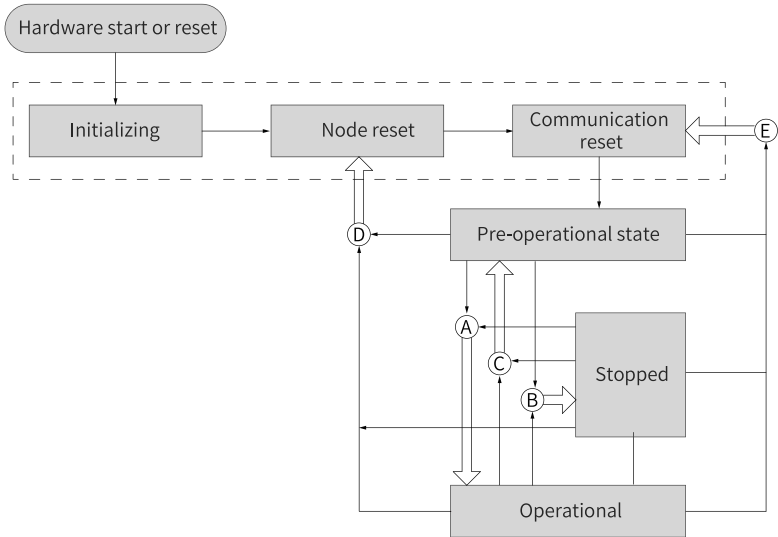 Hardware start or reset
Initializing
Node reset
Communication
reset
E
D
Pre-operational state
A
C
B
Stopped
Operational